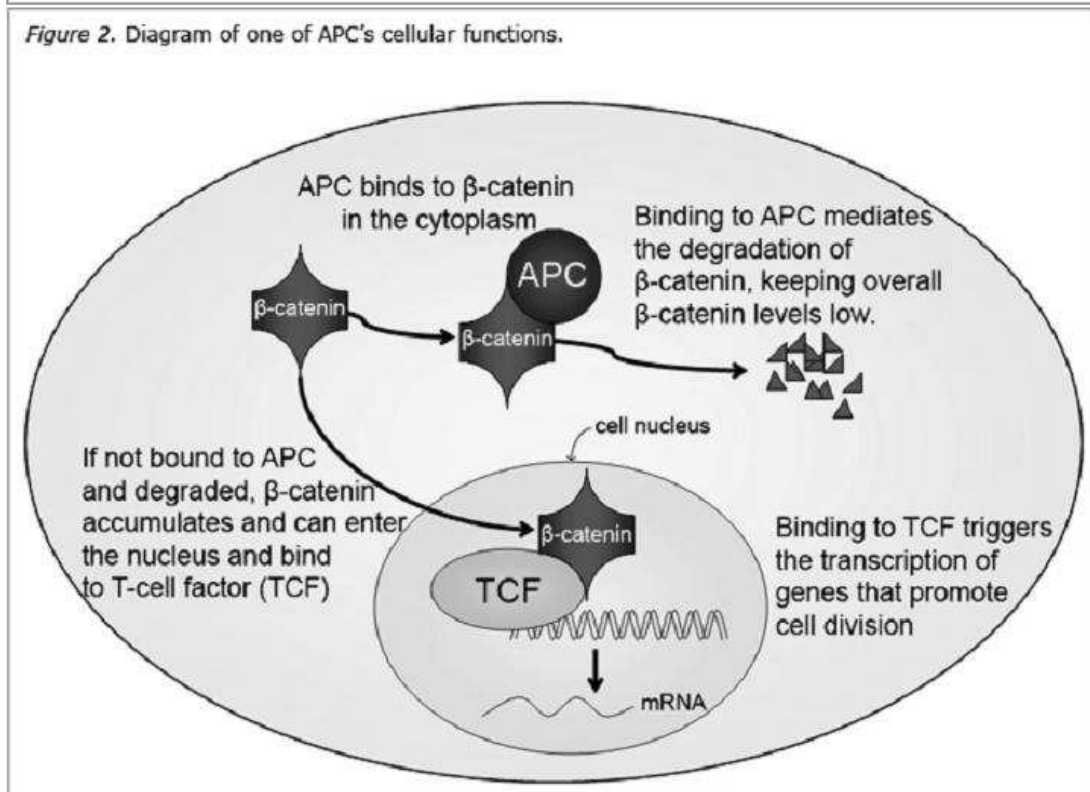 Figure 2. Diagram of one of APC's cellular functions.
APC binds to β-catenin
in the cytoplasm
Binding to APC mediates
the degradation of
β-catenin, keeping overall
β-catenin levels low.
APC
β-catenin
β-catenin
cell nucleus
If not bound to APC
and degraded, β-catenin
accumulates and can enter
the nucleus and bind
to T-cell factor (TCF)
β-catenin
TCF
Binding to TCF triggers
the transcription of
genes that promote
cell division
mRNA